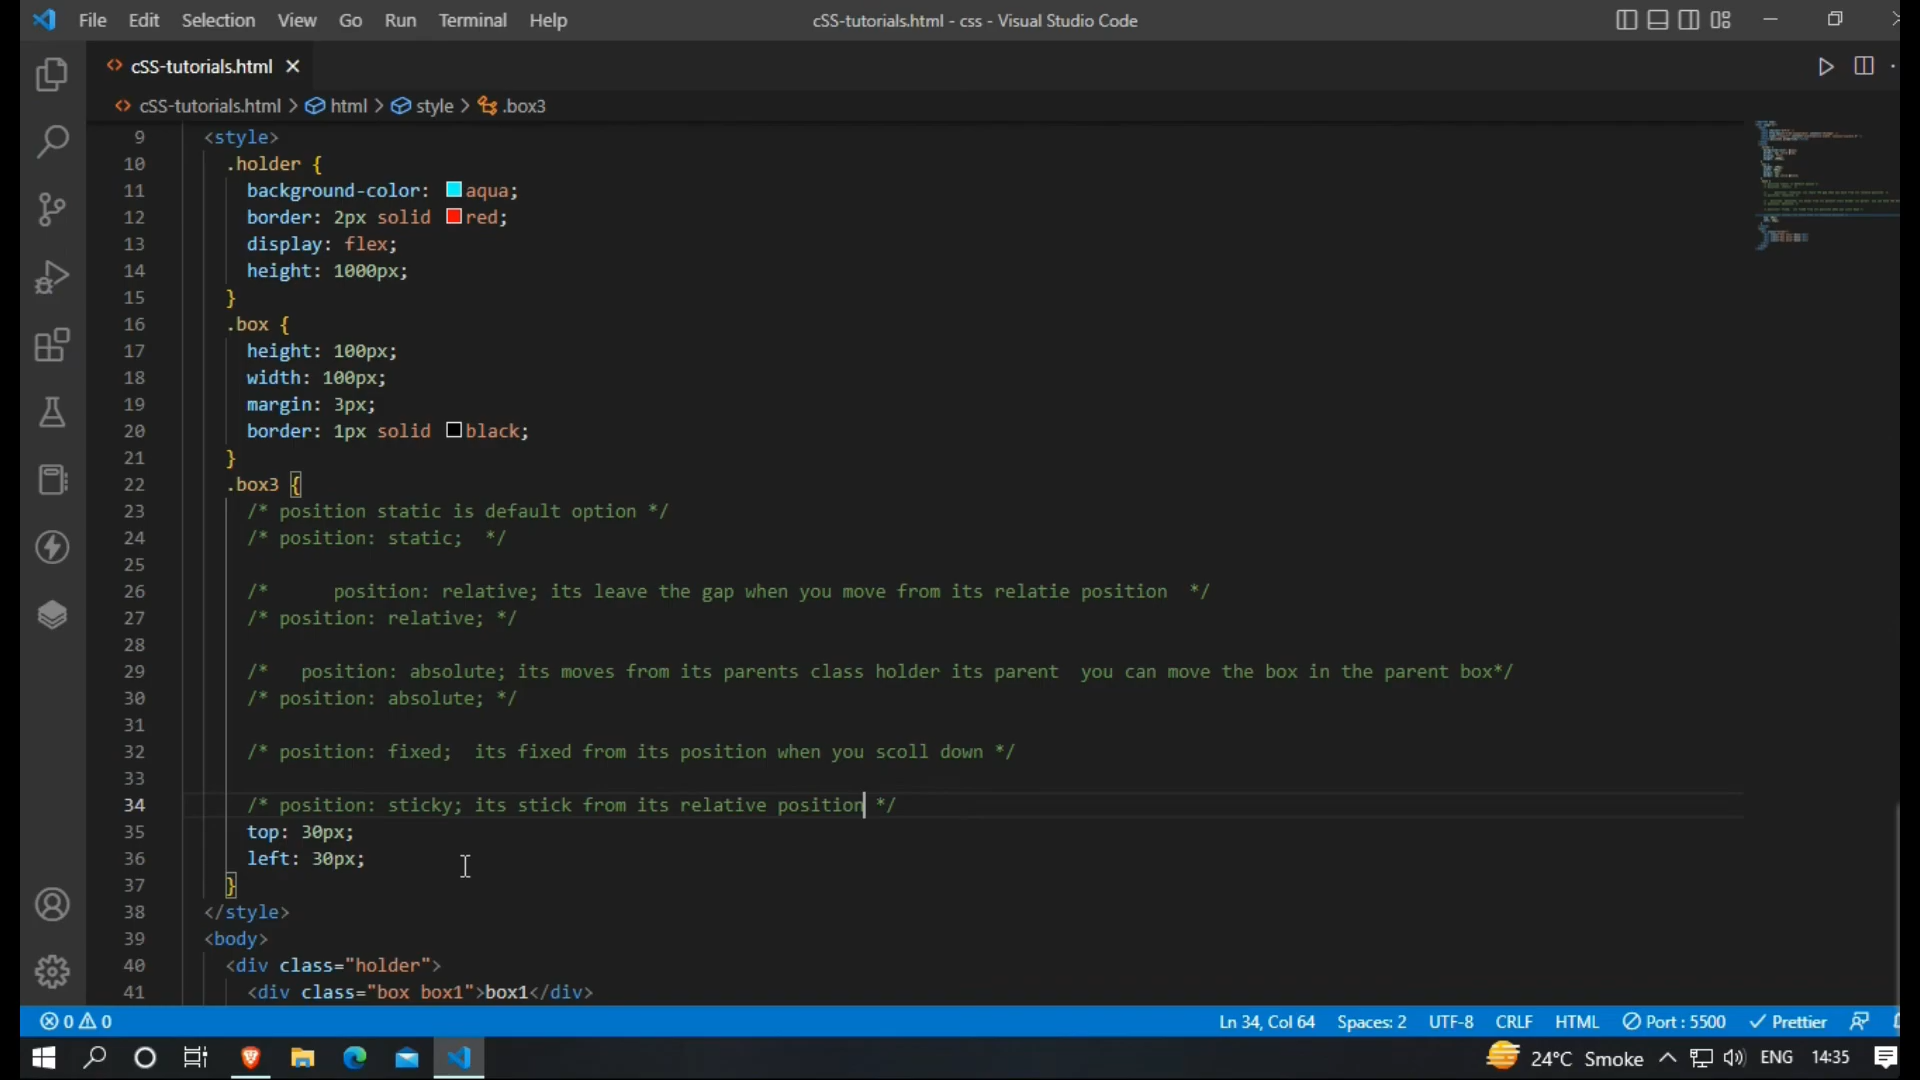 File Edit Selection View Go Run Terminal Help cSS-tutorials.html - css - Visual Studio Code
cSS-tutorials.html
cSS-tutorials.html > html > style > .box3
9 <style>
10 .holder {
11 background-color: aqua;
12 border: 2px solid red;
13 display: flex;
14 height: 1000px;
15 }
16 .box {
17 height: 100px;
18 width: 100px;
19 margin: 3px;
20 border: 1px solid black;
21 }
22 .box3 {
23 /* position static is default option */
24 /* position: static;  */
25
26 /*      position: relative; its leave the gap when you move from its relatie position  */
27 /* position: relative; */
28
29 /*   position: absolute; its moves from its parents class holder its parent  you can move the box in the parent box*/
30 /* position: absolute; */
31
32 /* position: fixed;  its fixed from its position when you scoll down */
33
34 /* position: sticky; its stick from its relative position */
35 top: 30px;
36 left: 30px;
37 }
38 </style>
39 <body>
40 <div class="holder">
41 <div class="box box1">box1</div>
0 0 Ln 34, Col 64 Spaces: 2 UTF-8 CRLF HTML Port : 5500 Prettier
24°C Smoke ENG 14:35